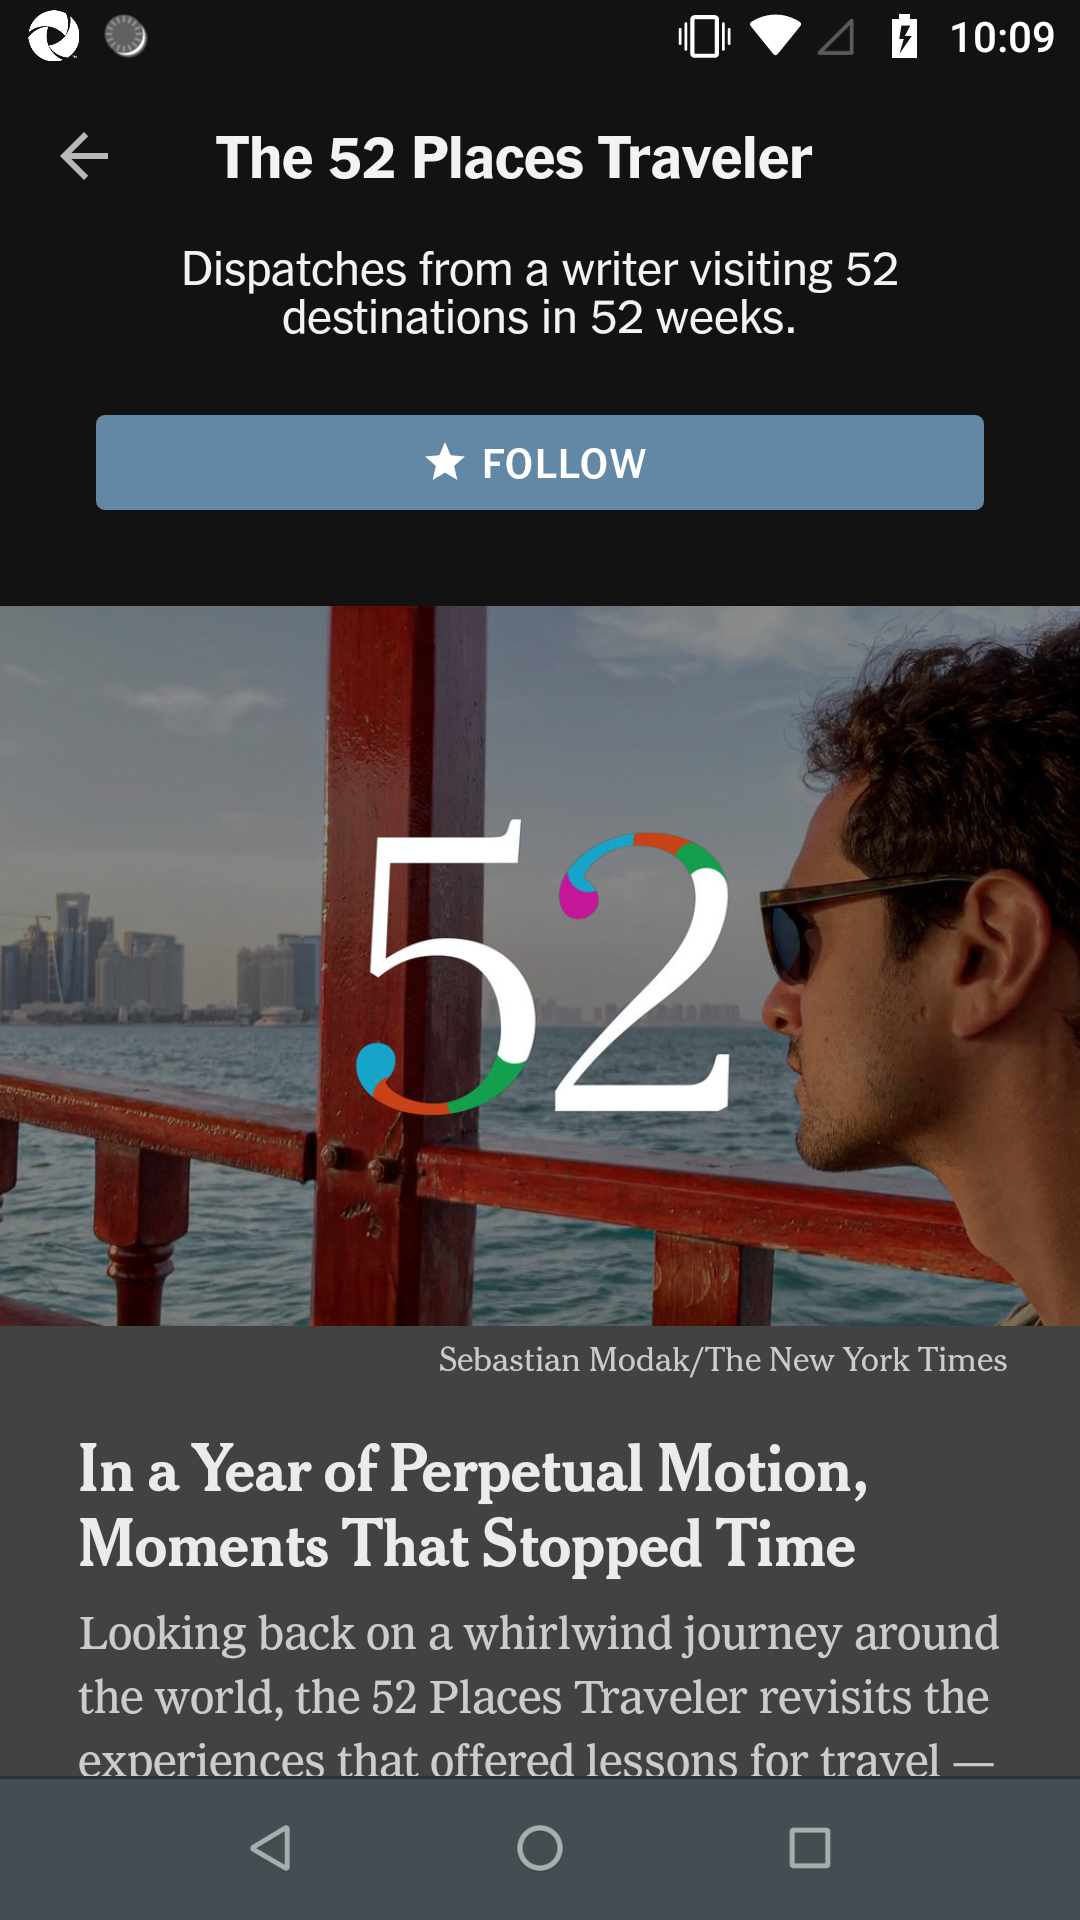 10:09
The 52 Places Traveler
Dispatches from a writer visiting 52
destinations in 52 weeks.
FOLLOW
52
Sebastian Modak/The New York Times
In a Year of Perpetual Motion,
Moments That Stopped Time
Looking back on a whirlwind journey around
the world, the 52 Places Traveler revisits the
experiences that offered lessons for travel —